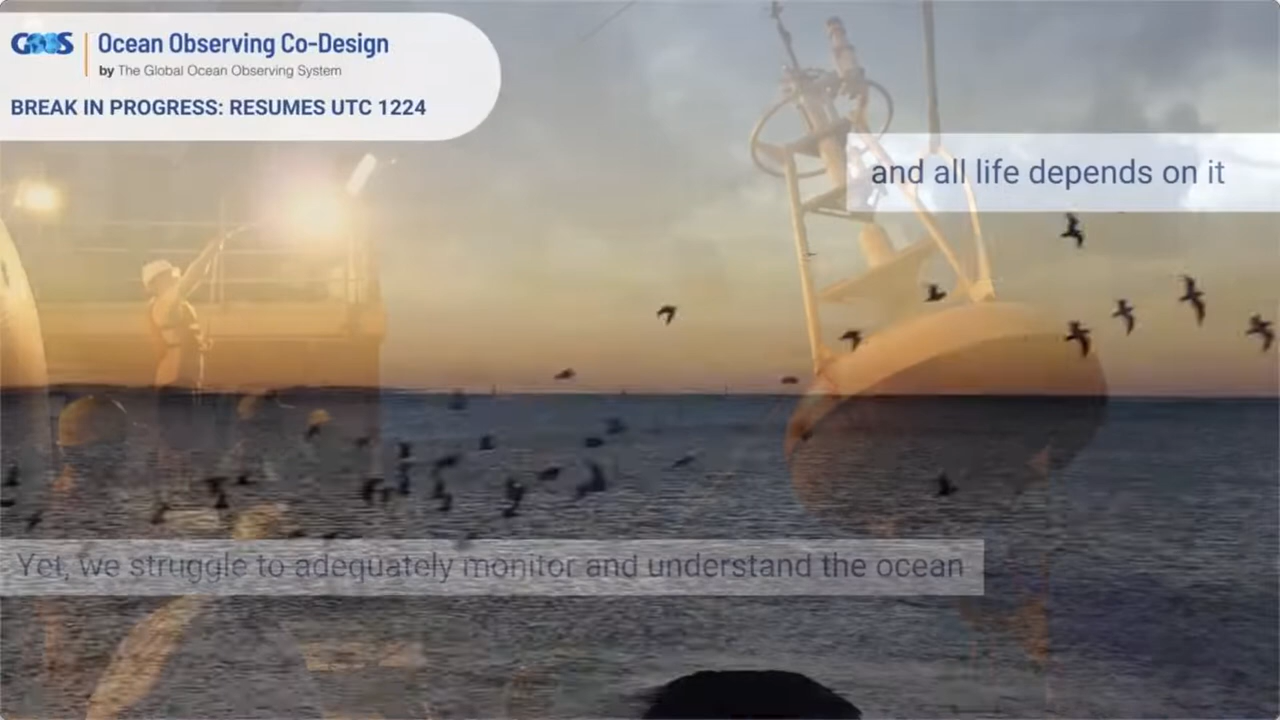 GOOS
Ocean Observing Co-Design
by The Global Ocean Observing System
BREAK IN PROGRESS: RESUMES UTC 1224
and all life depends on it
Yet, we struggle to adequately monitor and understand the ocean